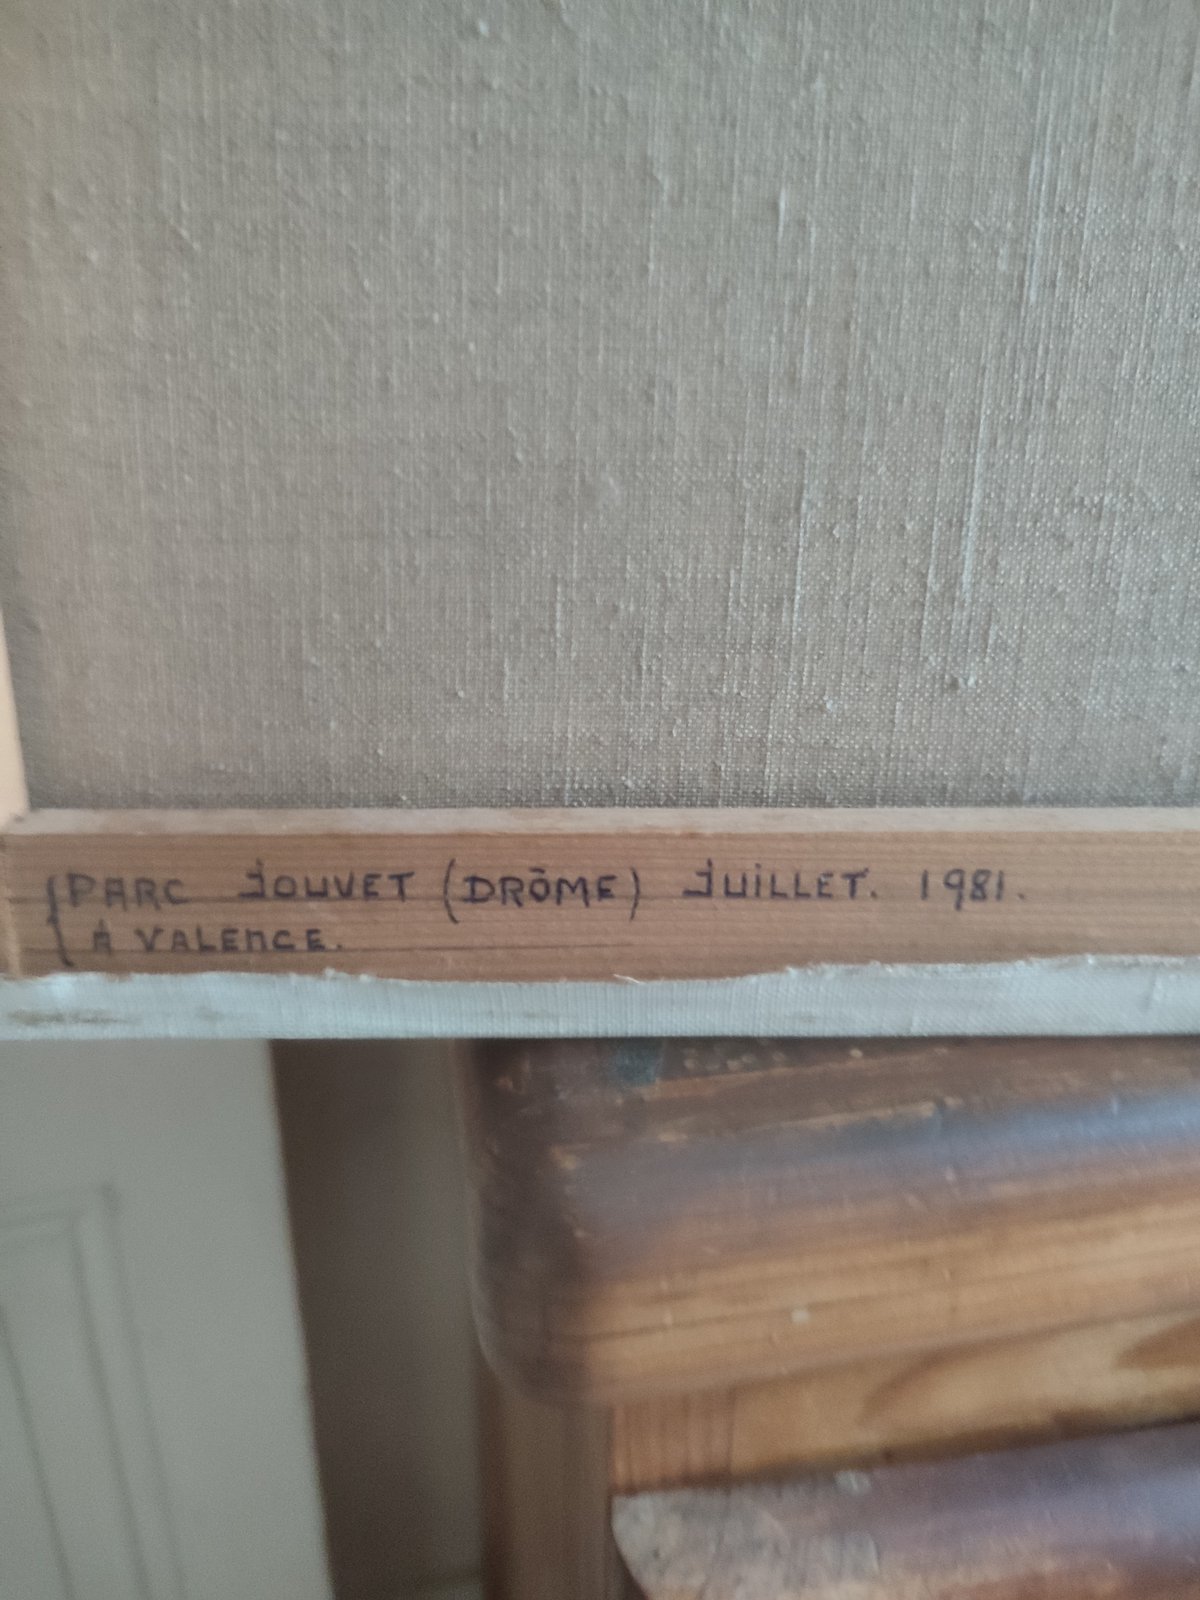 PARC JOUVET (DRÔME) JUiLLET. 1981.
À VALENCE.